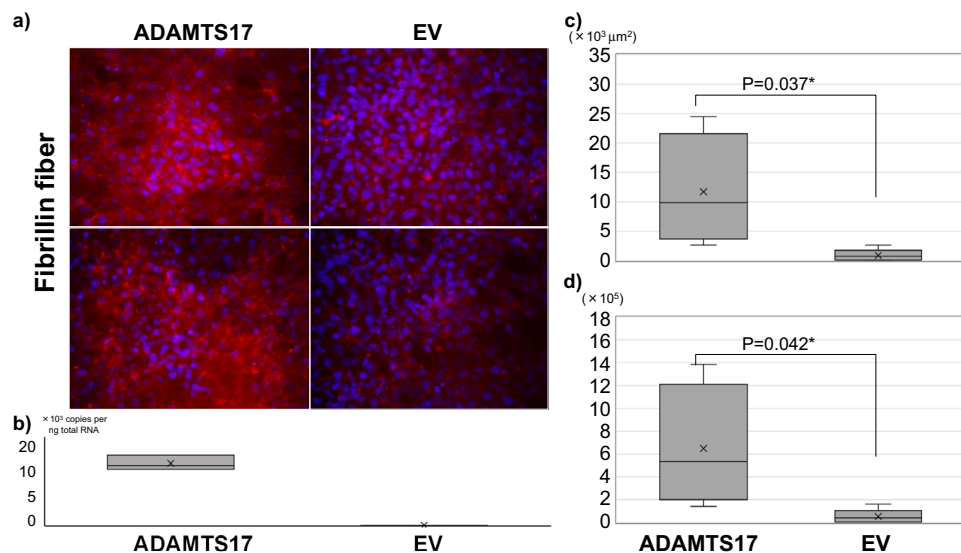 a)
ADAMTS17
EV
Fibrillin fiber
b)
×10³ copies per
ng total RNA
20
10
5
0
ADAMTS17
EV
c)
(×10³ μm²)
35
30
25
20
15
10
5
0
P=0.037*
d)
(×10⁵)
18
16
14
12
10
8
6
4
2
0
P=0.042*
ADAMTS17
EV